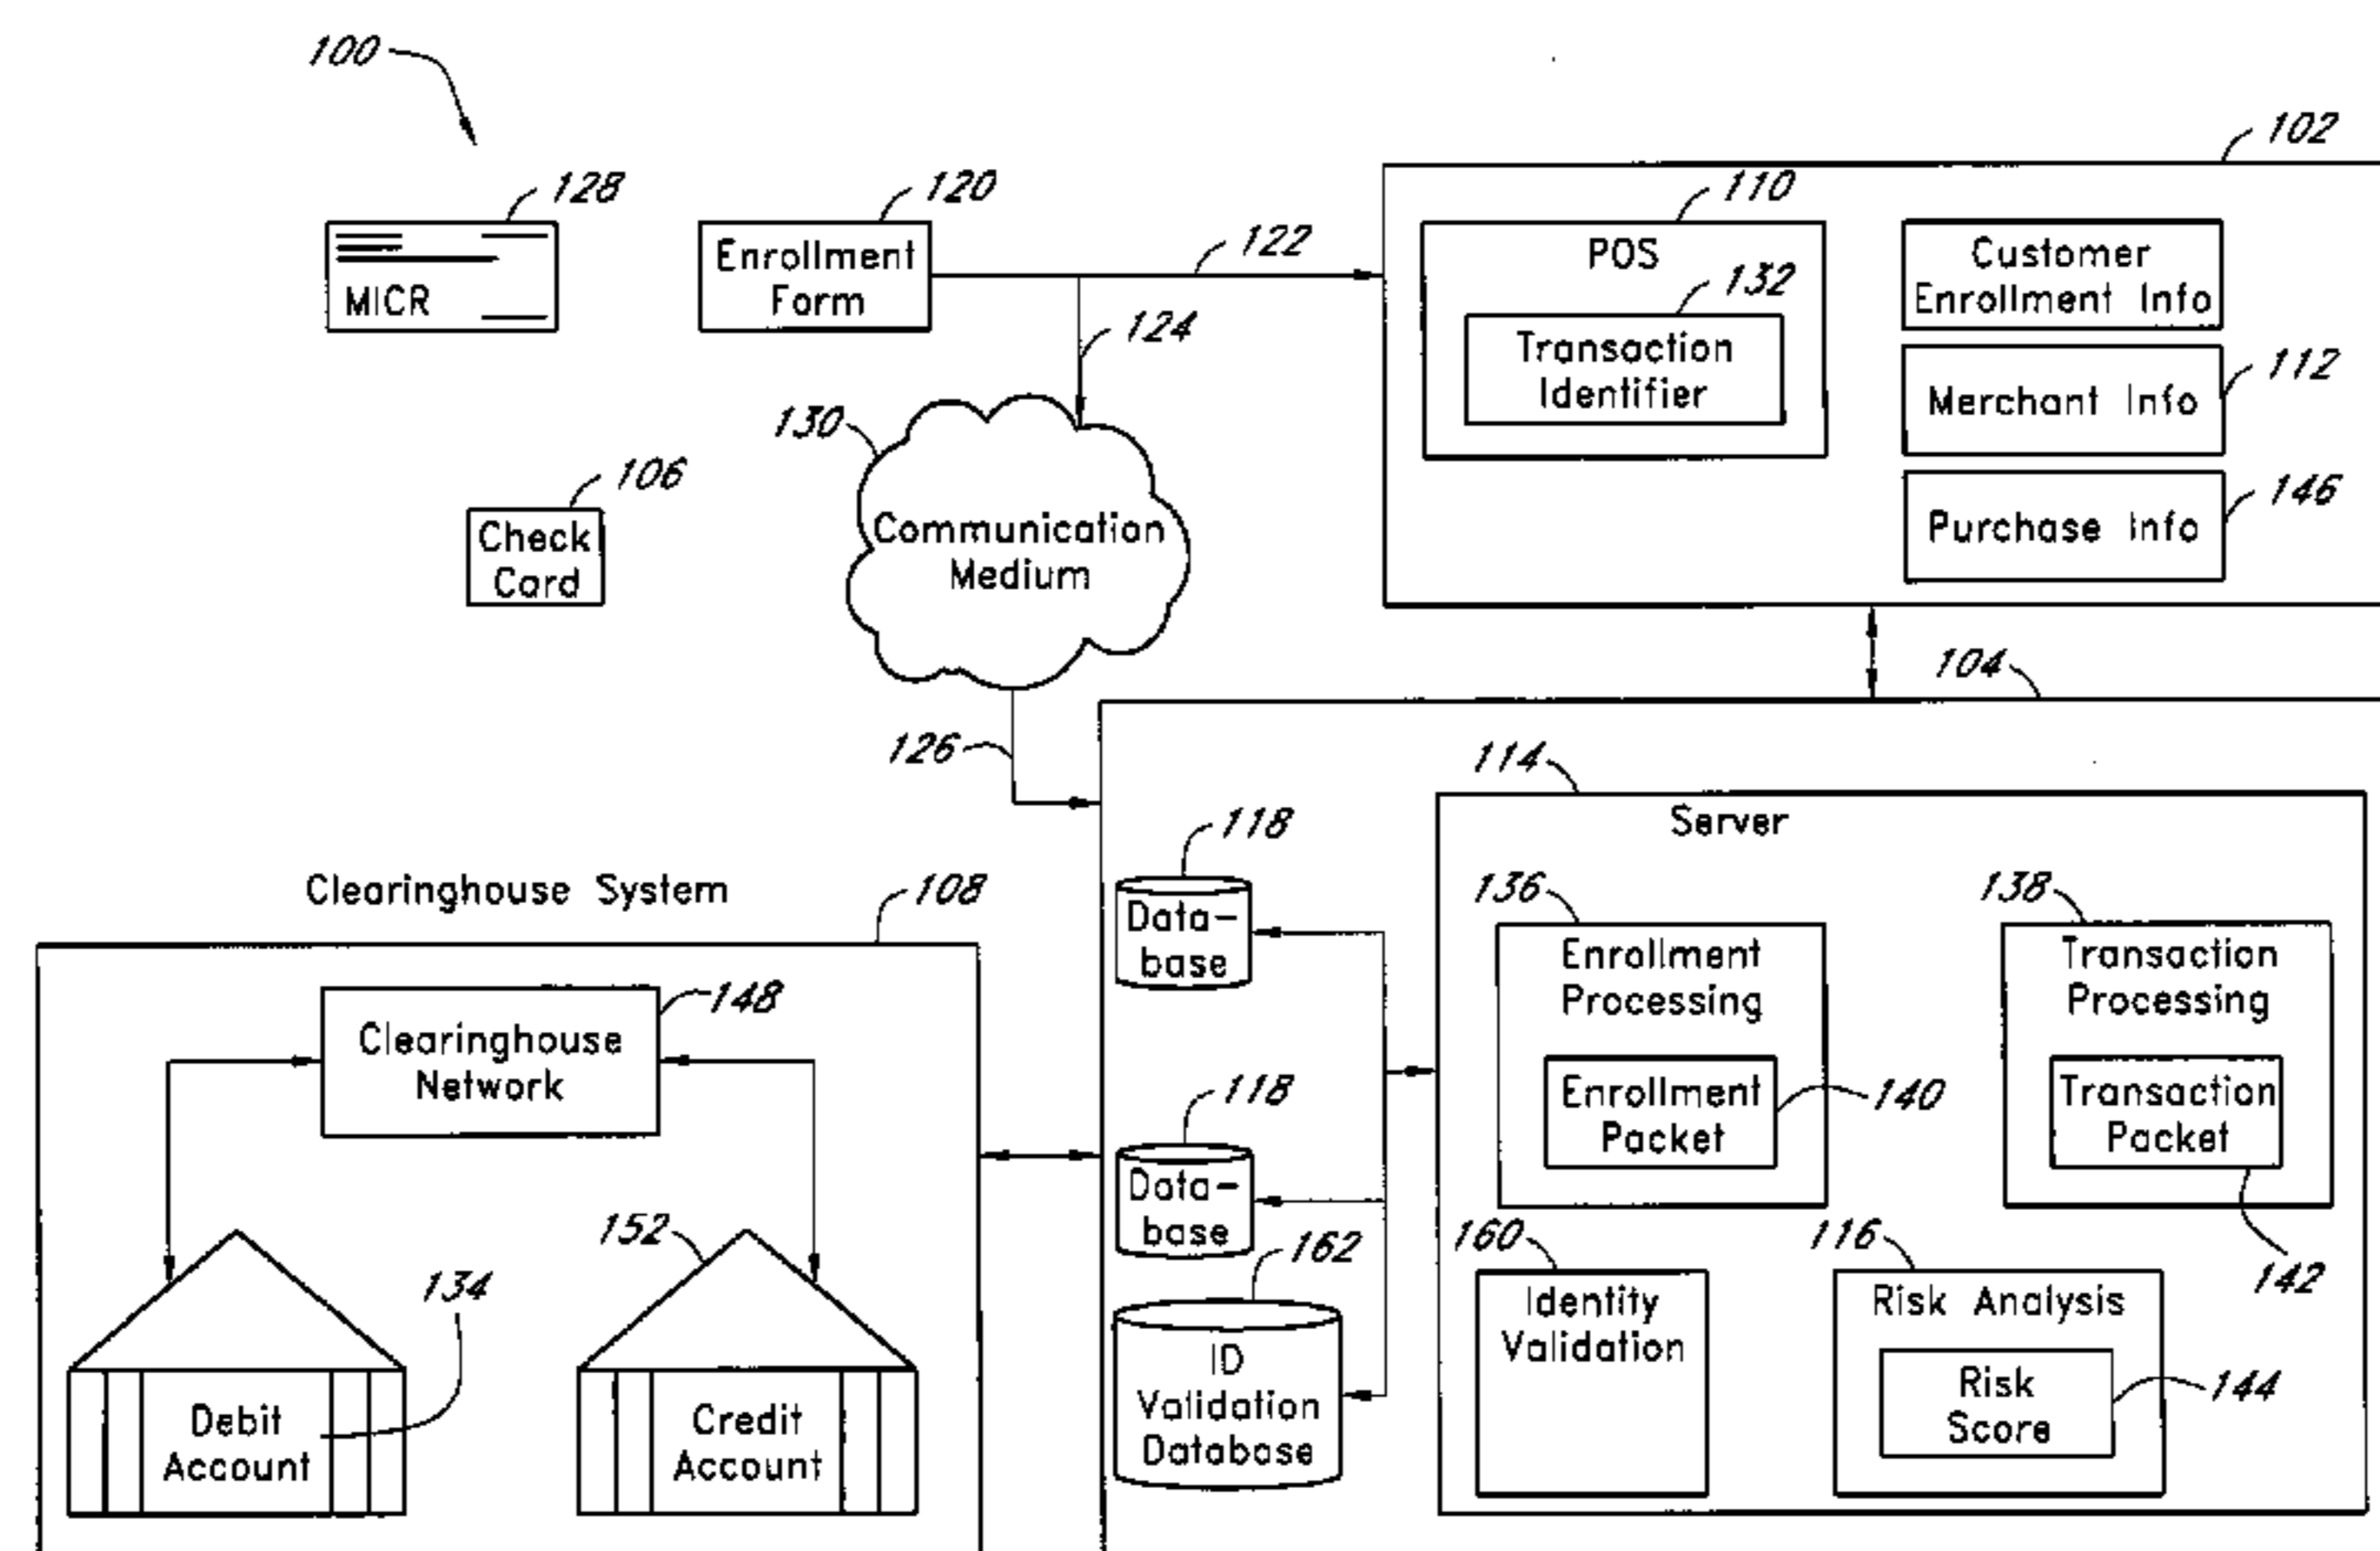 100
102
128
120
110
122
MICR
Enrollment
Form
POS
132
Transaction
Identifier
Customer
Enrollment Info
112
Merchant Info
146
Purchase Info
124
130
106
Check
Card
Communication
Medium
104
126
114
Server
118
Data-
base
136
Enrollment
Processing
138
Transaction
Processing
Clearinghouse System
108
148
Clearinghouse
Network
118
Data-
base
Enrollment
Packet
140
Transaction
Packet
142
152
134
162
160
116
Debit
Account
Credit
Account
ID
Validation
Database
Identity
Validation
Risk Analysis
Risk
Score
144